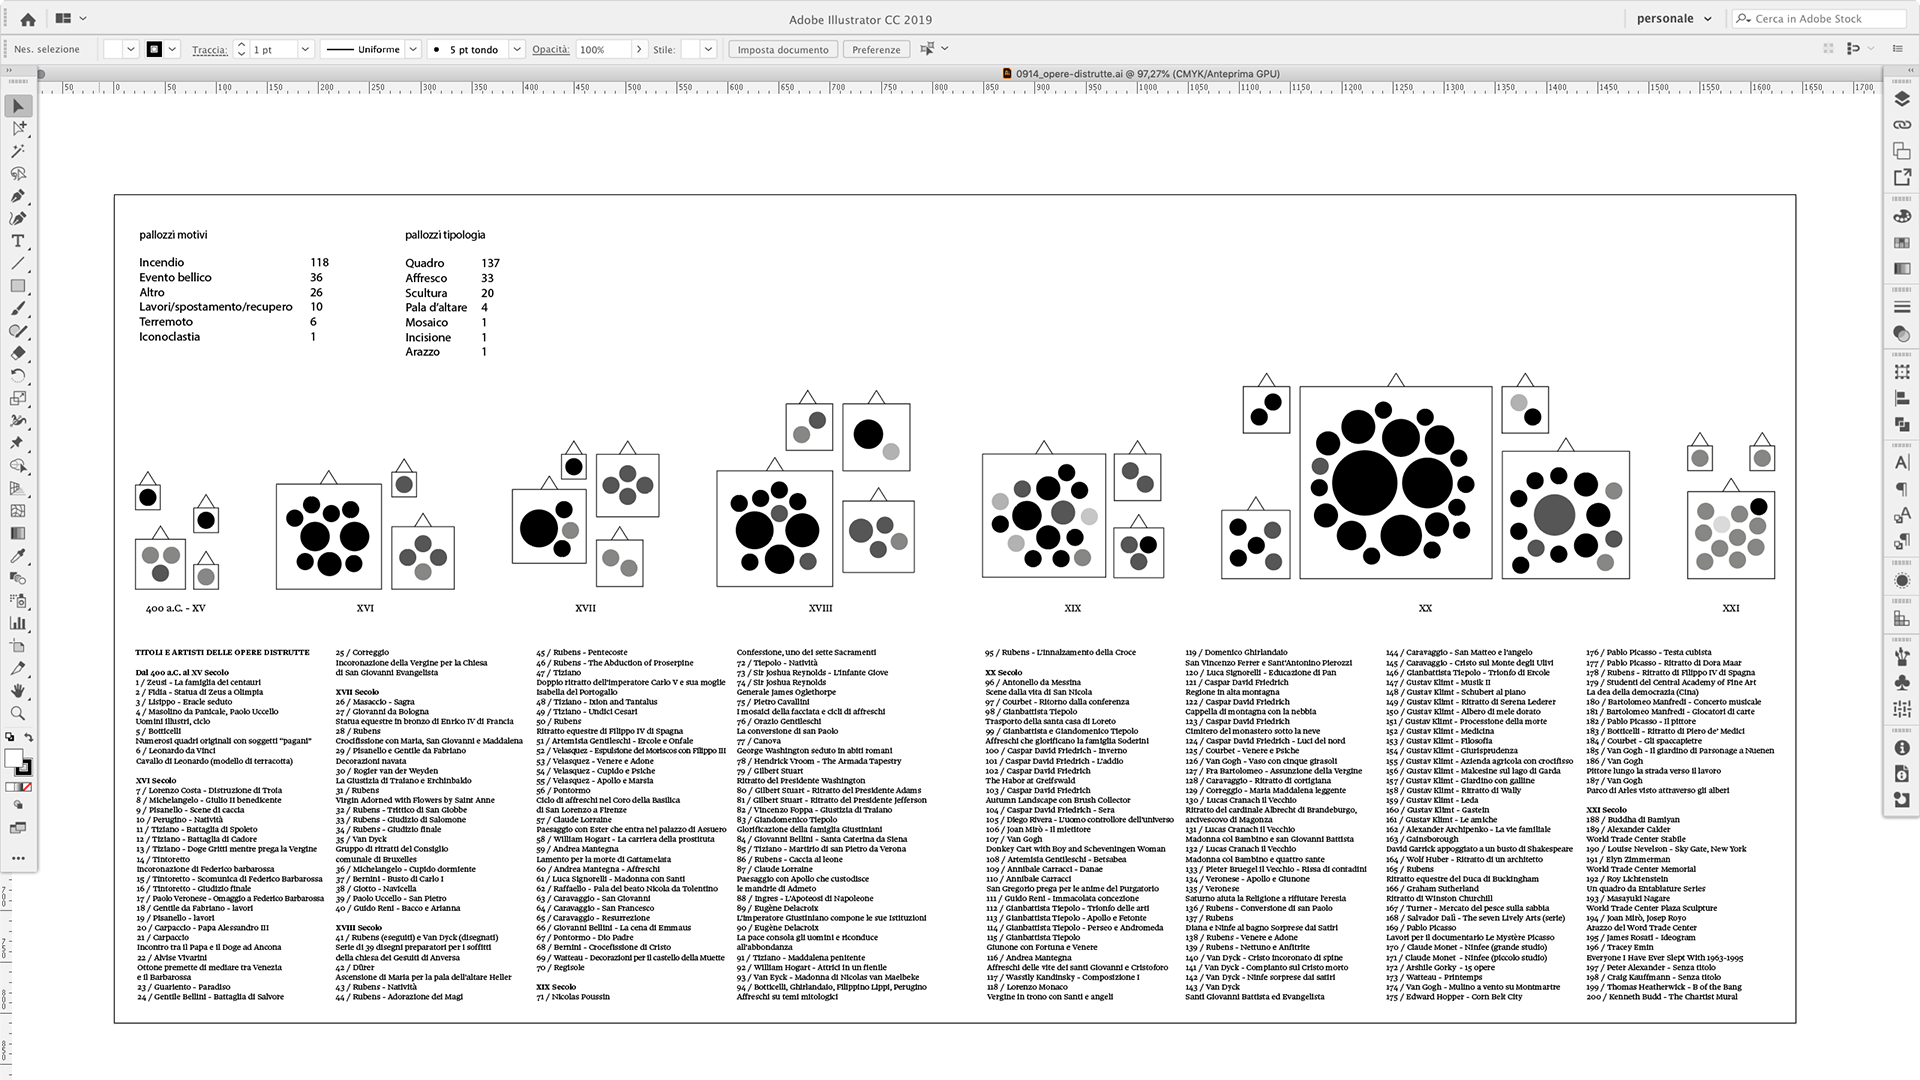 Adobe Illustrator CC 2019
personale
Cerca in Adobe Stock
Nes. selezione
Traccia:
1 pt
Uniforme
5 pt tondo
Opacità:
100%
Stile:
Imposta documento
Preferenze
0914_opere-distrutte.ai @ 97,27% (CMYK/Anteprima GPU)
50 0 50 100 150 200 250 300 350 400 450 500 550 600 650 700 750 800 850 900 950 1000 1050 1100 1150 1200 1250 1300 1350 1400 1450 1500 1550 1600 1650 1700
pallozzi motivi
Incendio 118
Evento bellico 36
Altro 26
Lavori/spostamento/recupero 10
Terremoto 6
Iconoclastia 1
pallozzi tipologia
Quadro 137
Affresco 33
Scultura 20
Pala d'altare 4
Mosaico 1
Incisione 1
Arazzo 1
400 a.C. - XV
XVI
XVII
XVIII
XIX
XX
XXI
TITOLI E ARTISTI DELLE OPERE DISTRUTTE
Dal 400 a.C. al XV Secolo
1 / Zeusi - La famiglia dei centauri
2 / Fidia - Statua di Zeus a Olimpia
3 / Lisippo - Eracle seduto
4 / Masolino da Panicale, Paolo Uccello
Uomini illustri, ciclo
5 / Botticelli
Numerosi quadri originali con soggetti "pagani"
6 / Leonardo da Vinci
Cavallo di Leonardo (modello di terracotta)
XVI Secolo
7 / Lorenzo Costa - Distruzione di Troia
8 / Michelangelo - Giulio II benedicente
9 / Pisanello - Scene di caccia
10 / Perugino - Natività
11 / Tiziano - Battaglia di Spoleto
12 / Tiziano - Battaglia di Cadore
13 / Tiziano - Doge Gritti mentre prega la Vergine
14 / Tintoretto
Incoronazione di Federico barbarossa
15 / Tintoretto - Scomunica di Federico Barbarossa
16 / Tintoretto - Giudizio finale
17 / Paolo Veronese - Omaggio a Federico Barbarossa
18 / Gentile da Fabriano - lavori
19 / Pisanello - lavori
20 / Carpaccio - Papa Alessandro III
21 / Carpaccio
Incontro tra il Papa e il Doge ad Ancona
22 / Alvise Vivarini
Ottone premette di mediare tra Venezia
e il Barbarossa
23 / Guariento - Paradiso
24 / Gentile Bellini - Battaglia di Salvore
25 / Correggio
Incoronazione della Vergine per la Chiesa
di San Giovanni Evangelista
XVII Secolo
26 / Masaccio - Sagra
27 / Giovanni da Bologna
Statua equestre in bronzo di Enrico IV di Francia
28 / Rubens
Crocifissione con Maria, San Giovanni e Maddalena
29 / Pisanello e Gentile da Fabriano
Decorazioni navata
30 / Rogier van der Weyden
La Giustizia di Traiano e Erchinbaldo
31 / Rubens
Virgin Adorned with Flowers by Saint Anne
32 / Rubens - Trittico di San Globbe
33 / Rubens - Giudizio di Salomone
34 / Rubens - Giudizio finale
35 / Van Dyck
Gruppo di ritratti del Consiglio
comunale di Bruxelles
36 / Michelangelo - Cupido dormiente
37 / Bernini - Busto di Carlo I
38 / Giotto - Navicella
39 / Paolo Uccello - San Pietro
40 / Guido Reni - Bacco e Arianna
XVIII Secolo
41 / Rubens (eseguiti) e Van Dyck (disegnati)
Serie di 39 disegni preparatori per i soffitti
della chiesa dei Gesuiti di Anversa
42 / Dürer
Ascensione di Maria per la pala dell'altare Heller
43 / Rubens - Natività
44 / Rubens - Adorazione dei Magi
45 / Rubens - Pentecoste
46 / Rubens - The Abduction of Proserpine
47 / Tiziano
Doppio ritratto dell'imperatore Carlo V e sua moglie
Isabella del Portogallo
48 / Tiziano - Ixion and Tantalus
49 / Tiziano - Undici Cesari
50 / Rubens
Ritratto equestre di Filippo IV di Spagna
51 / Artemisia Gentileschi - Ercole e Onfale
52 / Velasquez - Espulsione dei Moriscos con Filippo III
53 / Velasquez - Venere e Adone
54 / Velasquez - Cupido e Psiche
55 / Velasquez - Apollo e Marsia
56 / Pontormo
Ciclo di affreschi nel Coro della Basilica
di San Lorenzo a Firenze
57 / Claude Lorraine
Paesaggio con Ester che entra nel palazzo di Assuero
58 / William Hogart - La carriera della prostituta
59 / Andrea Mantegna
Lamento per la morte di Gattamelata
60 / Andrea Mantegna - Affreschi
61 / Luca Signorelli - Madonna con Santi
62 / Raffaello - Pala del beato Nicola da Tolentino
63 / Caravaggio - San Giovanni
64 / Caravaggio - San Francesco
65 / Caravaggio - Resurrezione
66 / Giovanni Bellini - La cena di Emmaus
67 / Pontormo - Dio Padre
68 / Bernini - Crocefissione di Cristo
69 / Watteau - Decorazioni per il castello della Muette
70 / Regisole
XIX Secolo
71 / Nicolas Poussin
Confessione, uno dei sette Sacramenti
72 / Tiepolo - Natività
73 / Sir Joshua Reynolds - L'infante Giove
74 / Sir Joshua Reynolds
Generale James Oglethorpe
75 / Pietro Cavallini
I mosaici della facciata e cicli di affreschi
76 / Orazio Gentileschi
La conversione di san Paolo
77 / Canova
George Washington seduto in abiti romani
78 / Hendrick Vroom - The Armada Tapestry
79 / Gilbert Stuart
Ritratto del Presidente Washington
80 / Gilbert Stuart - Ritratto del Presidente Adams
81 / Gilbert Stuart - Ritratto del Presidente Jefferson
82 / Vincenzo Foppa - Giustizia di Traiano
83 / Giandomenico Tiepolo
Glorificazione della famiglia Giustiniani
84 / Giovanni Bellini - Santa Caterina da Siena
85 / Tiziano - Martirio di san Pietro da Verona
86 / Rubens - Caccia al leone
87 / Claude Lorraine
Paesaggio con Apollo che custodisce
le mandrie di Admeto
88 / Ingres - L'Apoteosi di Napoleone
89 / Eugène Delacroix
L'imperatore Giustiniano compone le sue Istituzioni
90 / Eugène Delacroix
La pace consola gli uomini e riconduce
all'abbondanza
91 / Tiziano - Maddalena penitente
92 / William Hogart - Attrici in un fienile
93 / Van Eyck - Madonna di Nicolas van Maelbeke
94 / Botticelli, Ghirlandaio, Filippino Lippi, Perugino
Affreschi su temi mitologici
95 / Rubens - L'innalzamento della Croce
XX Secolo
96 / Antonello da Messina
Scene dalla vita di San Nicola
97 / Courbet - Ritorno dalla conferenza
98 / Gianbattista Tiepolo
Trasporto della santa casa di Loreto
99 / Gianbattista e Giandomenico Tiepolo
Affreschi che glorificano la famiglia Soderini
100 / Caspar David Friedrich - Inverno
101 / Caspar David Friedrich - L'addio
102 / Caspar David Friedrich
The Habor at Greifswald
103 / Caspar David Friedrich
Autumn Landscape con Brush Collector
104 / Caspar David Friedrich - Sera
105 / Diego Rivera - L'uomo controllore dell'universo
106 / Joan Mirò - Il mietitore
107 / Van Gogh
Donkey Cart with Boy and Scheveningen Woman
108 / Artemisia Gentileschi - Betsabea
109 / Annibale Carracci - Danae
110 / Annibale Carracci
San Gregorio prega per le anime del Purgatorio
111 / Guido Reni - Immacolata concezione
112 / Gianbattista Tiepolo - Trionfo delle arti
113 / Gianbattista Tiepolo - Apollo e Fetonte
114 / Gianbattista Tiepolo - Perseo e Andromeda
115 / Gianbattista Tiepolo
Giunone con Fortuna e Venere
116 / Andrea Mantegna
Affreschi delle vite dei santi Giovanni e Cristoforo
117 / Wassily Kandinsky - Composizione I
118 / Lorenzo Monaco
Vergine in trono con Santi e angeli
119 / Domenico Ghirlandaio
San Vincenzo Ferrer e Sant'Antonino Pierozzi
120 / Luca Signorelli - Educazione di Pan
121 / Caspar David Friedrich
Regione in alta montagna
122 / Caspar David Friedrich
Cappella di montagna con la nebbia
123 / Caspar David Friedrich
Cimitero del monastero sotto la neve
124 / Caspar David Friedrich - Luci del nord
125 / Courbet - Venere e Psiche
126 / Van Gogh - Vaso con cinque girasoli
127 / Fra Bartolomeo - Assunzione della Vergine
128 / Caravaggio - Ritratto di cortigiana
129 / Correggio - Maria Maddalena leggente
130 / Lucas Cranach Il Vecchio
Ritratto del cardinale Albrecht di Brandeburgo,
arcivescovo di Magonza
131 / Lucas Cranach il Vecchio
Madonna col Bambino e san Giovanni Battista
132 / Lucas Cranach il Vecchio
Madonna col Bambino e quattro sante
133 / Pieter Bruegel il Vecchio - Rissa di contadini
134 / Veronese - Apollo e Giunone
135 / Veronese
Saturno aiuta la Religione a rifiutare l'eresia
136 / Rubens - Conversione di san Paolo
137 / Rubens
Diana e Ninfe al bagno Sorprese dai Satiri
138 / Rubens - Venere e Adone
139 / Rubens - Nettuno e Anfitrite
140 / Van Dyck - Cristo incoronato di spine
141 / Van Dyck - Compianto sul Cristo morto
142 / Van Dyck - Ninfe sorprese dai satiri
143 / Van Dyck
Santi Giovanni Battista ed Evangelista
144 / Caravaggio - San Matteo e l'angelo
145 / Caravaggio - Cristo sul Monte degli Ulivi
146 / Gianbattista Tiepolo - Trionfo di Ercole
147 / Gustav Klimt - Musik II
148 / Gustav Klimt - Schubert al piano
149 / Gustav Klimt - Ritratto di Serena Lederer
150 / Gustav Klimt - Albero di mele dorato
151 / Gustav Klimt - Processione della morte
152 / Gustav Klimt - Medicina
153 / Gustav Klimt - Filosofia
154 / Gustav Klimt - Giurisprudenza
155 / Gustav Klimt - Azienda agricola con crocifisso
156 / Gustav Klimt - Malcesine sul lago di Garda
157 / Gustav Klimt - Giardino con galline
158 / Gustav Klimt - Ritratto di Wally
159 / Gustav Klimt - Leda
160 / Gustav Klimt - Gastein
161 / Gustav Klimt - Le amiche
162 / Alexander Archipenko - La vie familiale
163 / Gainsborough
David Garrick appoggiato a un busto di Shakespeare
164 / Wolf Huber - Ritratto di un architetto
165 / Rubens
Ritratto equestre del Duca di Buckingham
166 / Graham Sutherland
Ritratto di Winston Churchill
167 / Turner - Mercato del pesce sulla sabbia
168 / Salvador Dalì - The seven Lively Arts (serie)
169 / Pablo Picasso
Lavori per il documentario Le Mystère Picasso
170 / Claude Monet - Ninfee (grande studio)
171 / Claude Monet - Ninfee (piccolo studio)
172 / Arshile Gorky - 15 opere
173 / Watteau - Printemps
174 / Van Gogh - Mulino a vento su Montmartre
175 / Edward Hopper - Corn Belt City
176 / Pablo Picasso - Testa cubista
177 / Pablo Picasso - Ritratto di Dora Maar
178 / Rubens - Ritratto di Filippo IV di Spagna
179 / Studenti del Central Academy of Fine Art
La dea della democrazia (Cina)
180 / Bartolomeo Manfredi - Concerto musicale
181 / Bartolomeo Manfredi - Giocatori di carte
182 / Pablo Picasso - Il pittore
183 / Botticelli - Ritratto di Piero de' Medici
184 / Courbet - Gli spaccapietre
185 / Van Gogh - Il giardino di Parsonage a Nuenen
186 / Van Gogh
Pittore lungo la strada verso il lavoro
187 / Van Gogh
Parco di Arles visto attraverso gli alberi
XXI Secolo
188 / Buddha di Bamiyan
189 / Alexander Calder
World Trade Center Stabile
190 / Louise Nevelson - Sky Gate, New York
191 / Elyn Zimmerman
World Trade Center Memorial
192 / Roy Lichtenstein
Un quadro da Entablature Series
193 / Masayuki Nagare
World Trade Center Plaza Sculpture
194 / Joan Mirò, Josep Royo
Arazzo del Word Trade Center
195 / James Rosati - Ideogram
196 / Tracey Emin
Everyone I Have Ever Slept With 1963-1995
197 / Peter Alexander - Senza titolo
198 / Craig Kauffman - Senza titolo
199 / Thomas Heatherwick - B of the Bang
200 / Kenneth Budd - The Chartist Mural